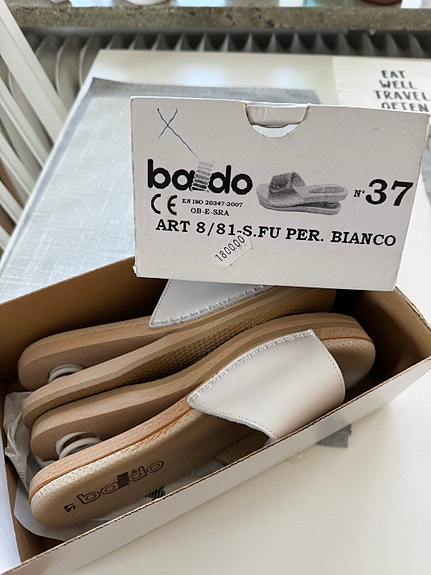 EAT
WELL
TRAVEL
OFTEN
baldo
N° 37
CE EN ISO 20347-2007
OB-E-SRA
ART 8/81-S.FU PER. BIANCO
180000
baldo